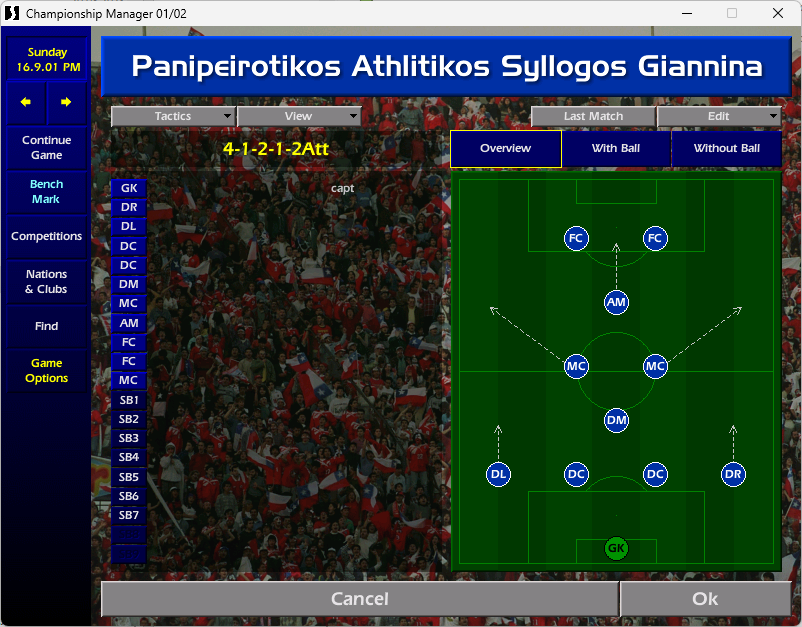 Championship Manager 01/02
Sunday
16.9.01 PM
Panipeirotikos Athlitikos Syllogos Giannina
Continue
Game
Bench
Mark
Competitions
Nations
& Clubs
Find
Game
Options
Tactics
View
Last Match
Edit
4-1-2-1-2Att
Overview
With Ball
Without Ball
GK
capt
DR
DL
DC
DC
DM
MC
AM
FC
FC
MC
SB1
SB2
SB3
SB4
SB5
SB6
SB7
FC FC
AM
MC MC
DM
DL DC DC DR
GK
Cancel
Ok